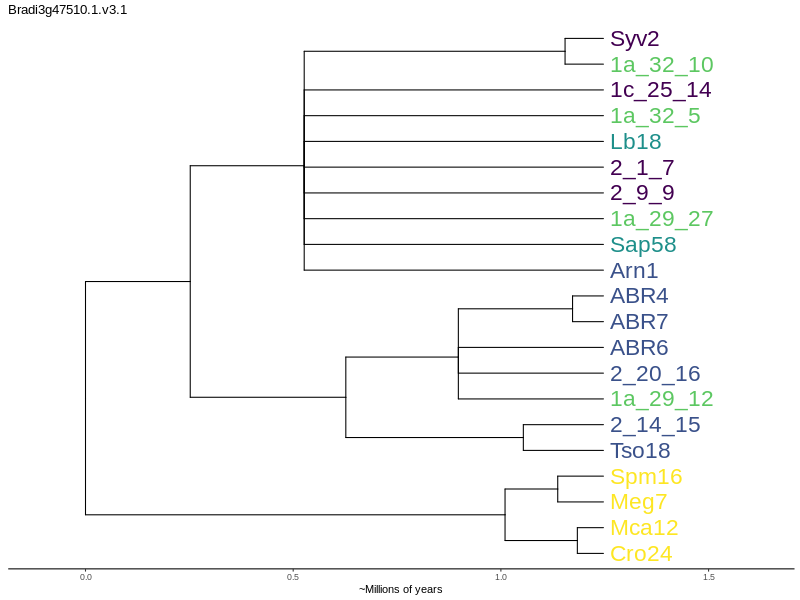 Bradi3g47510.1.v3.1
Syv2
1a_32_10
1c_25_14
1a_32_5
Lb18
2_1_7
2_9_9
1a_29_27
Sap58
Arn1
ABR4
ABR7
ABR6
2_20_16
1a_29_12
2_14_15
Tso18
Spm16
Meg7
Mca12
Cro24
0.0 0.5 1.0 1.5
~Millions of years